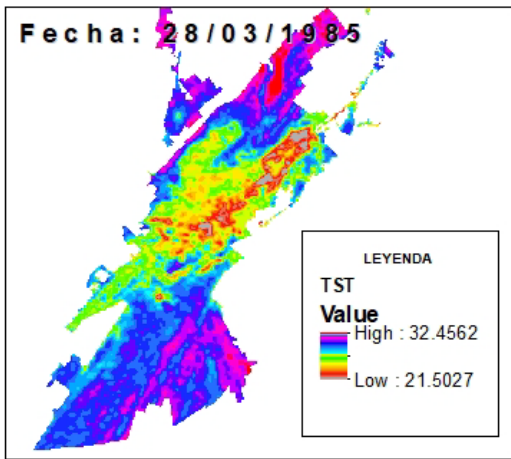 Fecha: 28/03/1985
LEYENDA
TST
Value
High : 32.4562
Low : 21.5027